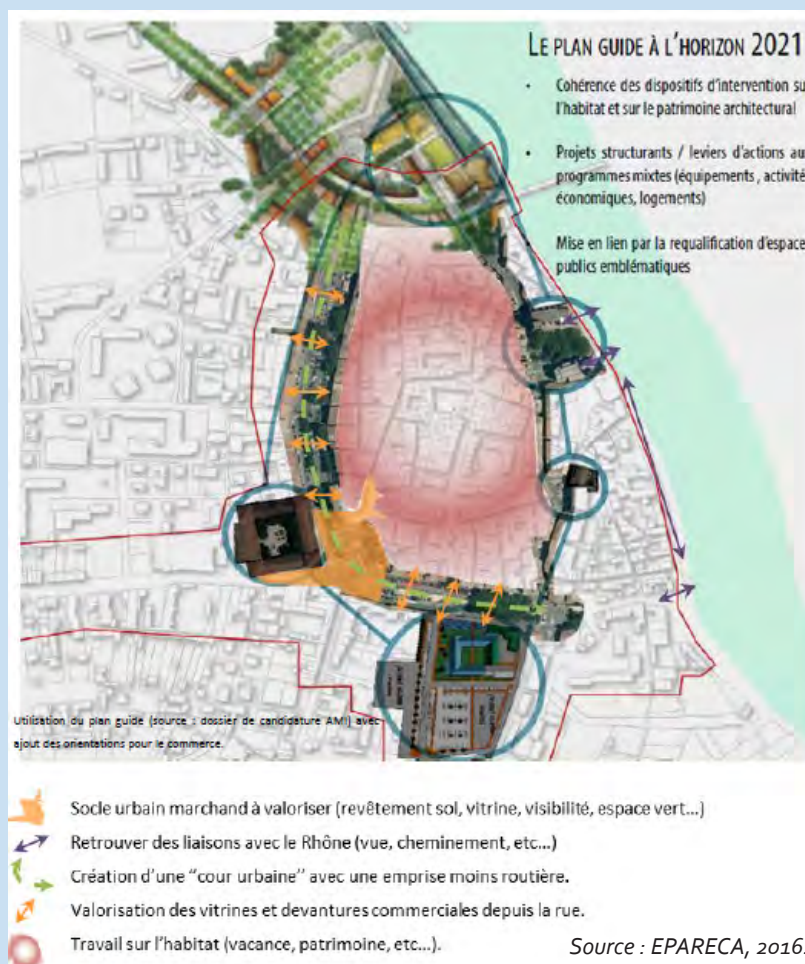 LE PLAN GUIDE À L'HORIZON 2021
• Cohérence des dispositifs d'intervention su
l'habitat et sur le patrimoine architectural
• Projets structurants / leviers d'actions aux
programmes mixtes (équipements, activité
économiques, logements)
Mise en lien par la requalification d'espace
publics emblématiques
Utilisation du plan guide (source : dossier de candidature AMI) avec
ajout des orientations pour le commerce.
Socle urbain marchand à valoriser (revêtement sol, vitrine, visibilité, espace vert...)
Retrouver des liaisons avec le Rhône (vue, cheminement, etc...)
Création d'une "cour urbaine" avec une emprise moins routière.
Valorisation des vitrines et devantures commerciales depuis la rue.
Travail sur l'habitat (vacance, patrimoine, etc...).
Source : EPARECA, 2016.